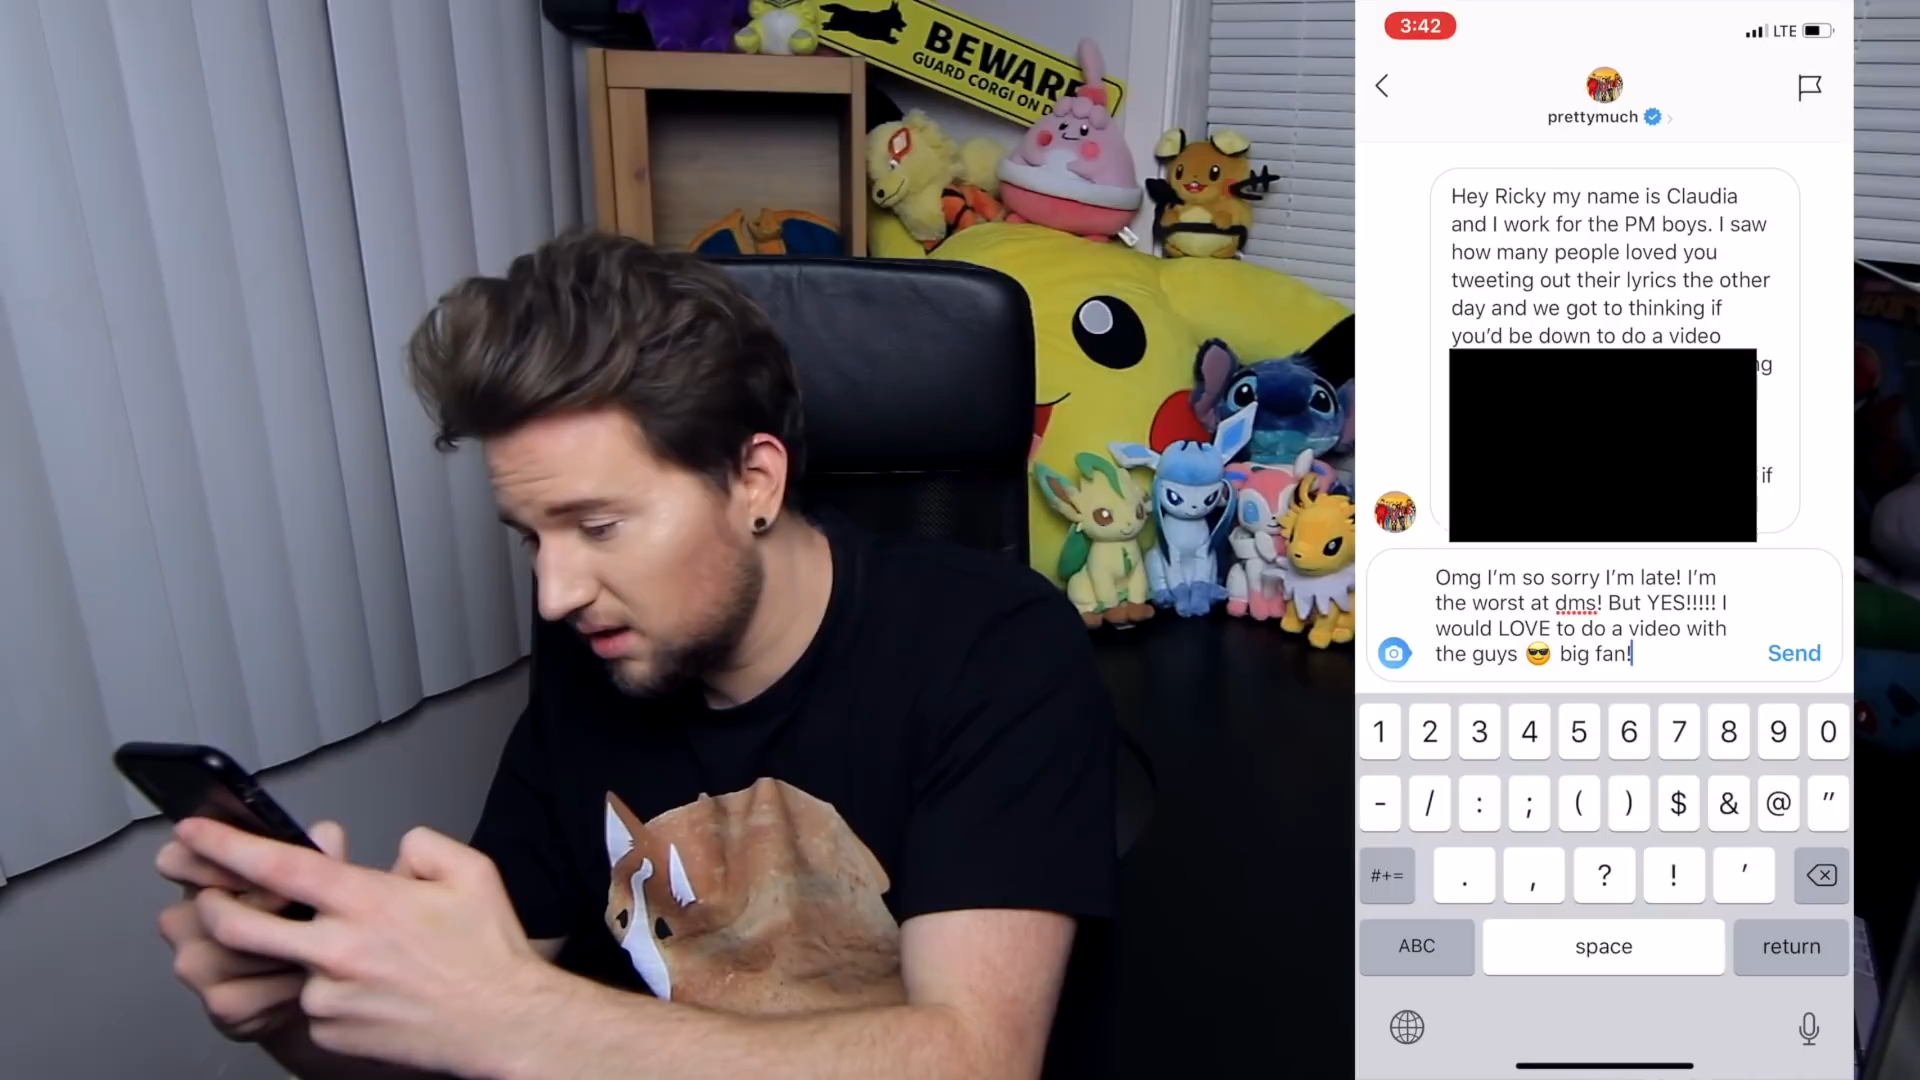 BEWARE
GUARD CORGI ON D
3:42
LTE
prettymuch
Hey Ricky my name is Claudia
and I work for the PM boys. I saw
how many people loved you
tweeting out their lyrics the other
day and we got to thinking if
you'd be down to do a video
ng
if
Omg I'm so sorry I'm late! I'm
the worst at dms! But YES!!!!! I
would LOVE to do a video with
the guys 😎 big fan!
Send
1 2 3 4 5 6 7 8 9 0
- / : ; ( ) $ & @ "
#+= . , ? ! '
ABC space return